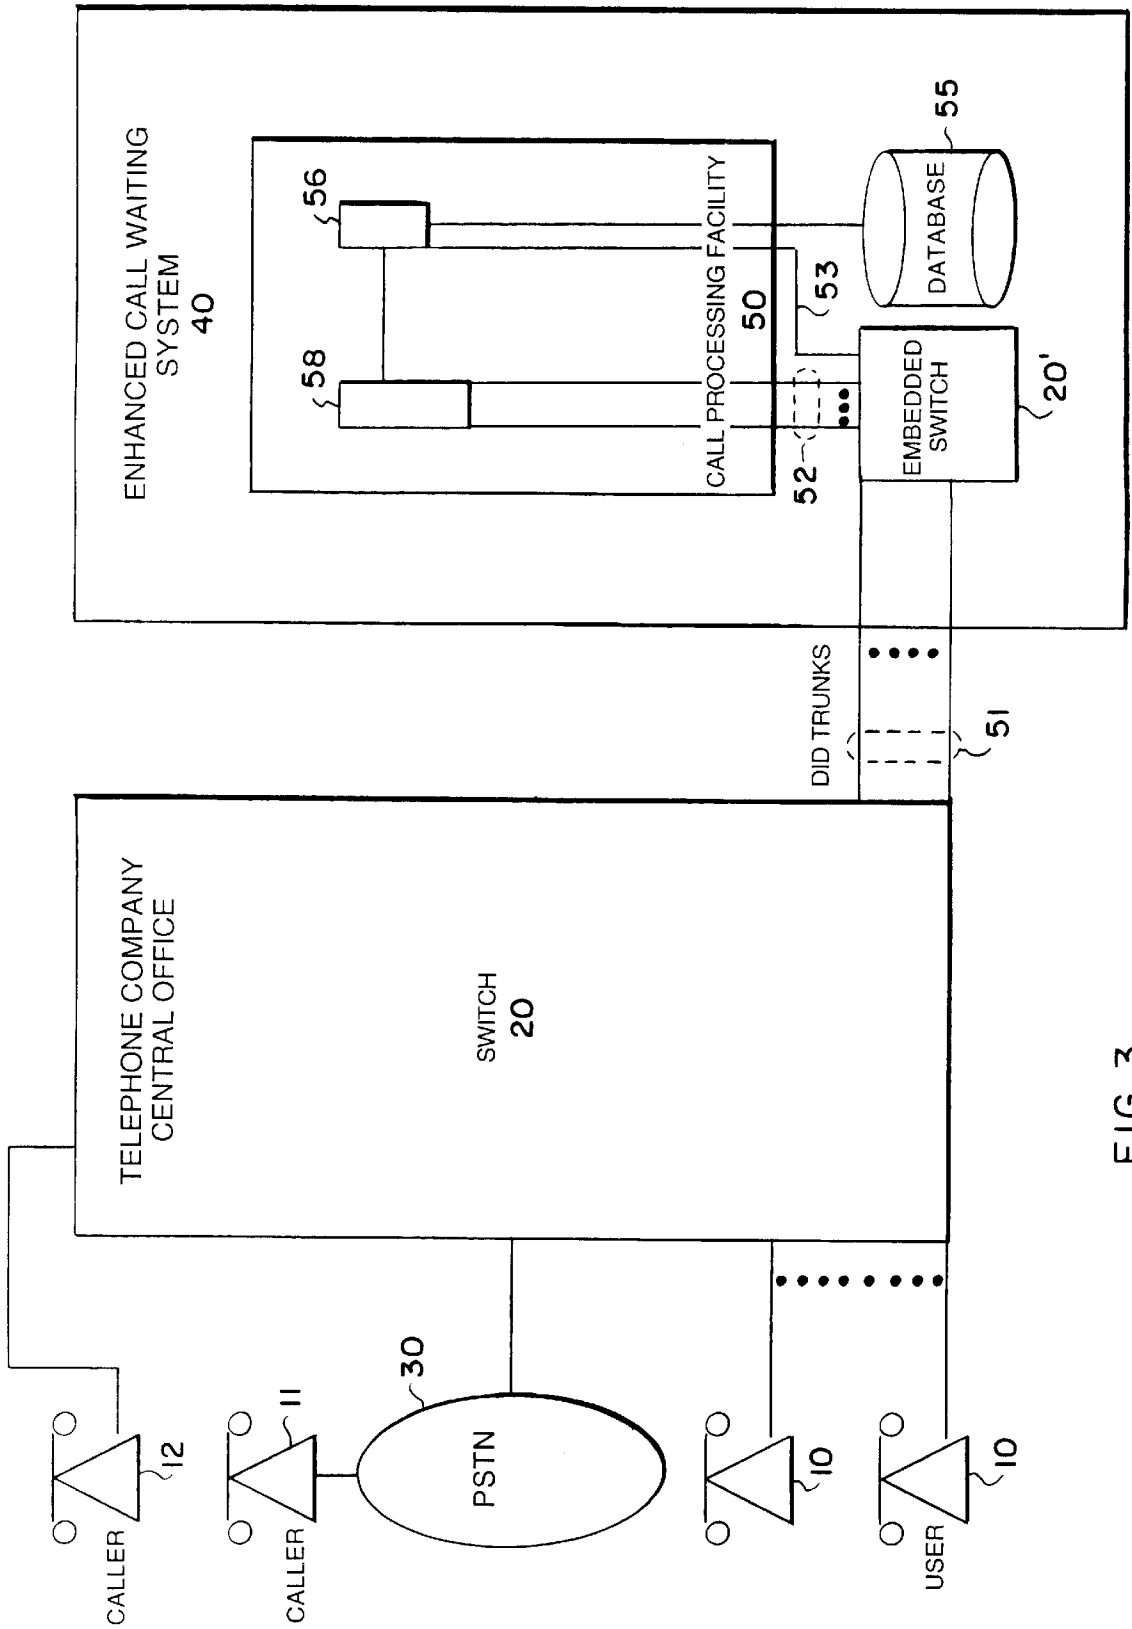 ENHANCED CALL WAITING
SYSTEM
40
56
58
CALL PROCESSING FACILITY
50
52
53
EMBEDDED
SWITCH
20'
DATABASE
55
DID TRUNKS
51
TELEPHONE COMPANY
CENTRAL OFFICE
SWITCH
20
CALLER
12
CALLER
11
PSTN
30
10
USER
10
FIG. 3